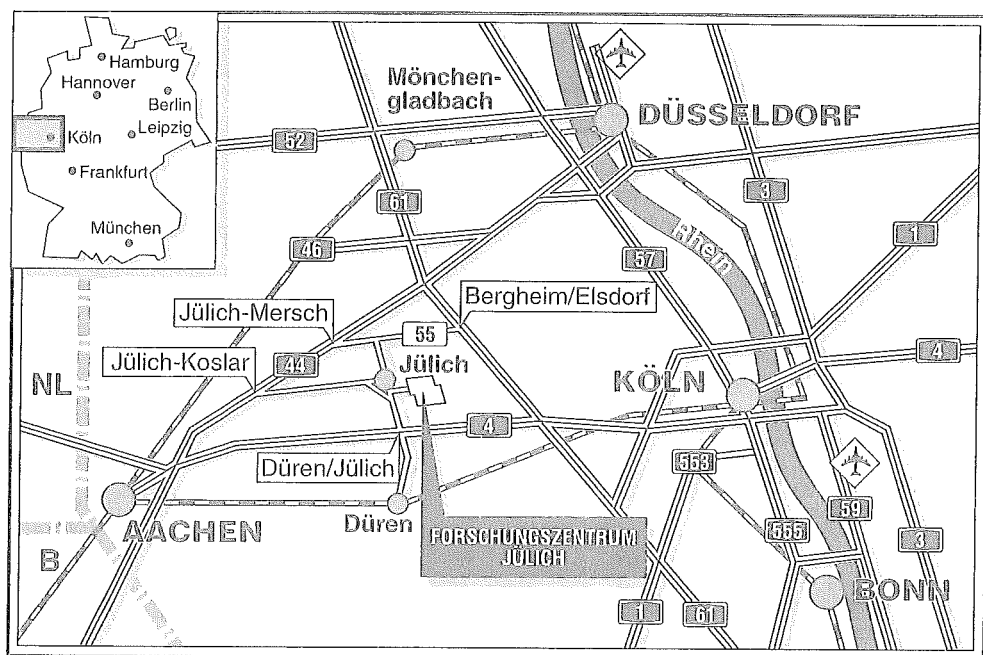 Hamburg
Hannover
Berlin
Leipzig
Köln
Frankfurt
München
Mönchen-
gladbach
DÜSSELDORF
52
61
3
1
46
57
Rhein
Bergheim/Elsdorf
Jülich-Mersch
55
Jülich-Koslar
44
Jülich
4
NL
KÖLN
4
553
Düren/Jülich
59
AACHEN
Düren
FORSCHUNGSZENTRUM
JÜLICH
555
3
B
BONN
1
61